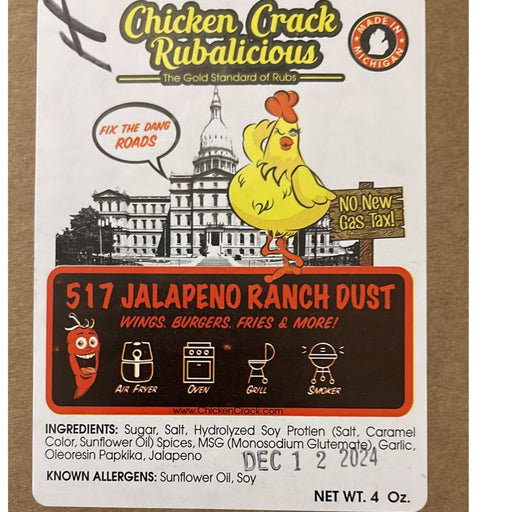 Chicken Crack
Rubalicious
The Gold Standard of Rubs
MADE IN
MICHIGAN
FIX THE DANG
ROADS
No New
Gas Tax!
517 JALAPENO RANCH DUST
WINGS, BURGERS, FRIES & MORE!
AIR FRYER OVEN GRILL SMOKER
www.ChickenCrack.com
INGREDIENTS: Sugar, Salt, Hydrolyzed Soy Protien (Salt, Caramel
Color, Sunflower Oil) Spices, MSG (Monosodium Glutemate), Garlic,
Oleoresin Papkika, Jalapeno
DEC 12 2024
KNOWN ALLERGENS: Sunflower Oil, Soy
NET WT. 4 Oz.